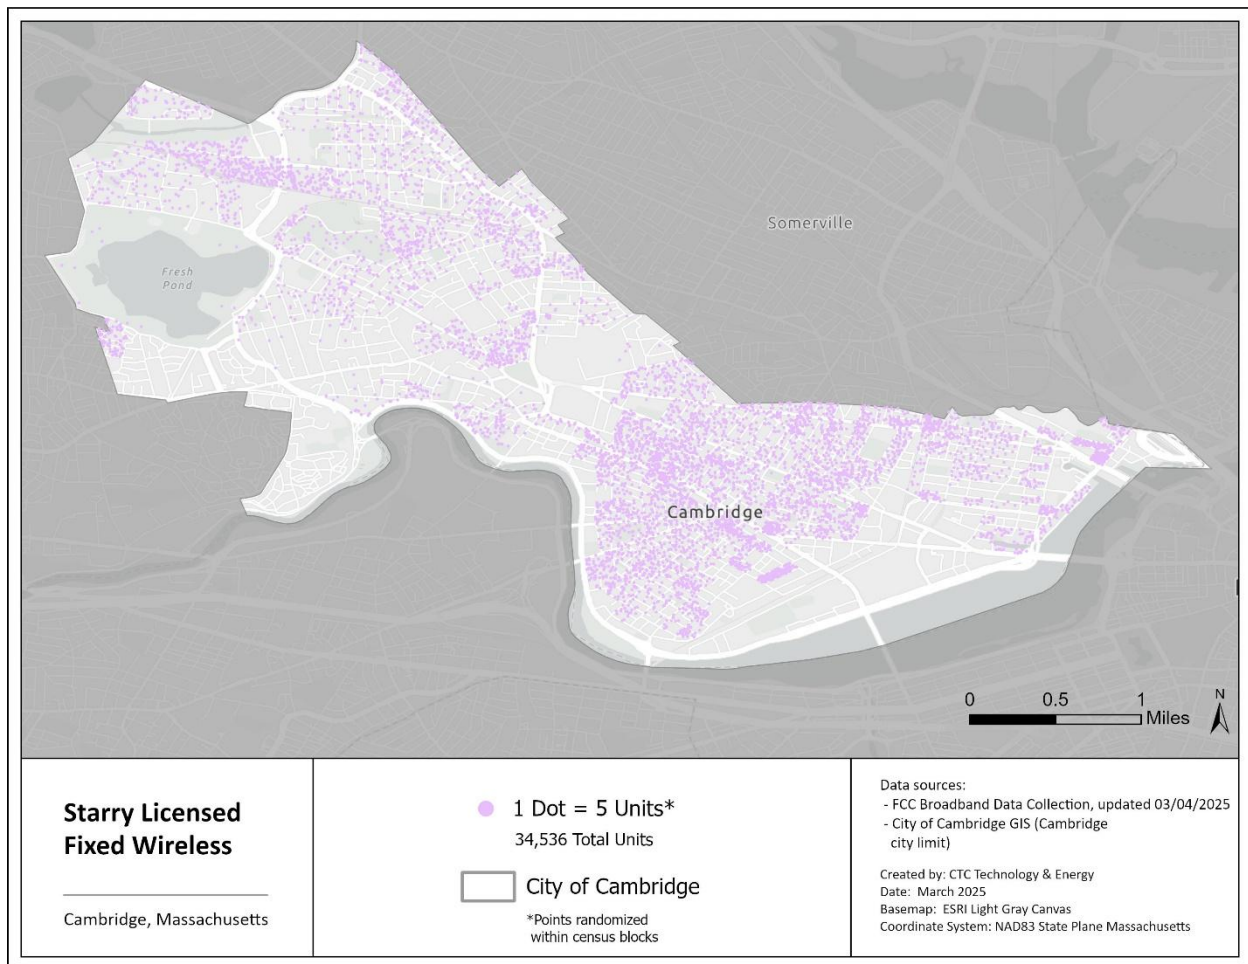 Somerville
Fresh
Pond
Cambridge
0 0.5 1
Miles
N
Starry Licensed
Fixed Wireless
Cambridge, Massachusetts
1 Dot = 5 Units*
34,536 Total Units
City of Cambridge
*Points randomized
within census blocks
Data sources:
- FCC Broadband Data Collection, updated 03/04/2025
- City of Cambridge GIS (Cambridge
city limit)
Created by: CTC Technology & Energy
Date: March 2025
Basemap: ESRI Light Gray Canvas
Coordinate System: NAD83 State Plane Massachusetts